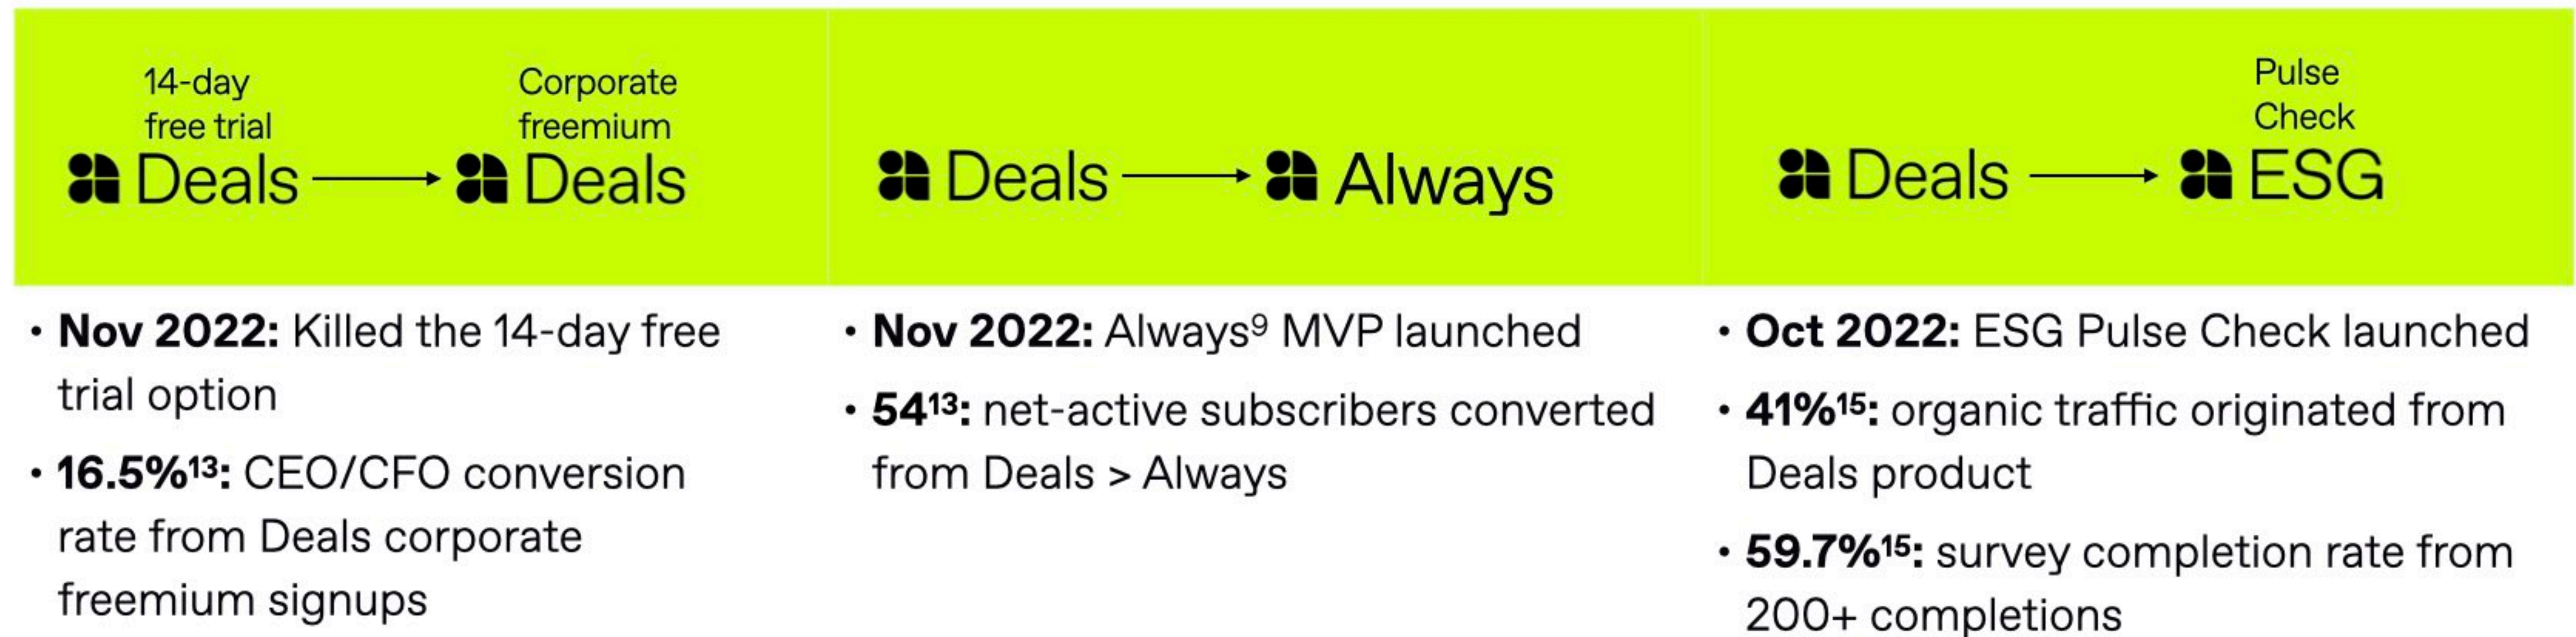 14-day
free trial
Deals
Corporate
freemium
Deals
Deals
Always
Deals
Pulse
Check
ESG
• Nov 2022: Killed the 14-day free
trial option
• 16.5%¹³: CEO/CFO conversion
rate from Deals corporate
freemium signups
• Nov 2022: Always⁹ MVP launched
• 54¹³: net-active subscribers converted
from Deals > Always
• Oct 2022: ESG Pulse Check launched
• 41%¹⁵: organic traffic originated from
Deals product
• 59.7%¹⁵: survey completion rate from
200+ completions